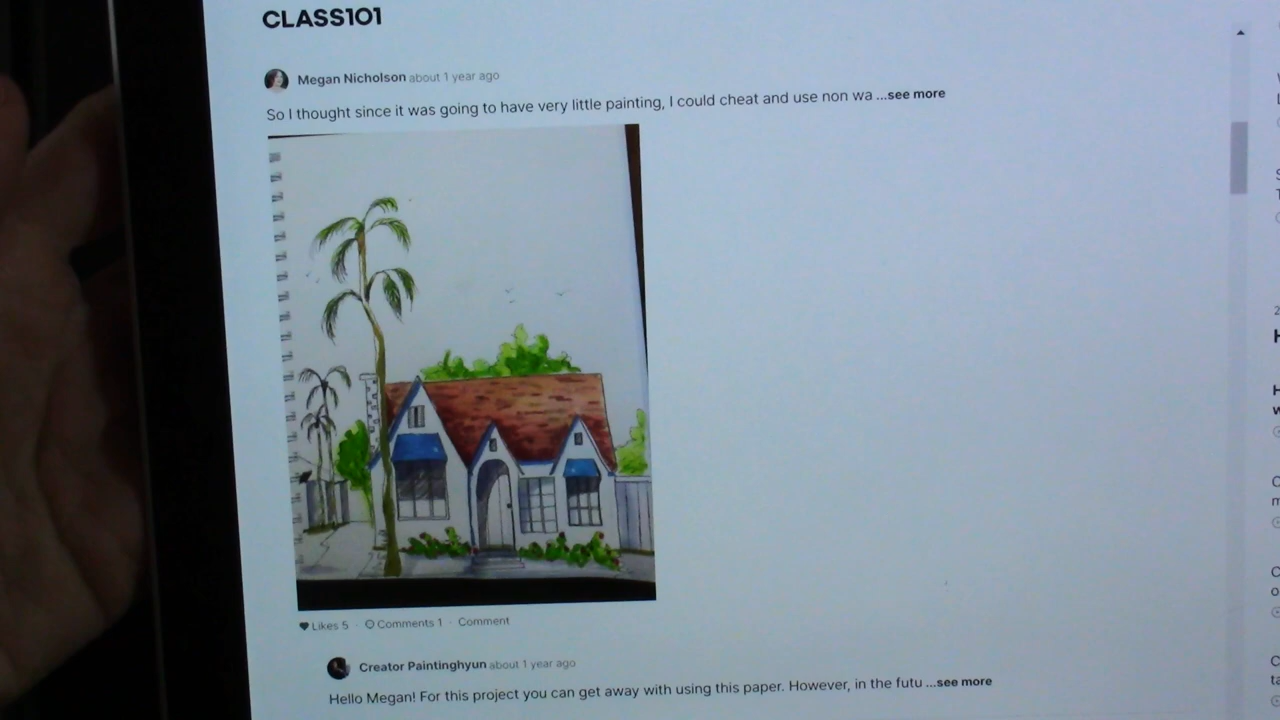 CLASS101
Megan Nicholson about 1 year ago
So I thought since it was going to have very little painting, I could cheat and use non wa ...see more
Likes 5 · Comments 1 · Comment
Creator Paintinghyun about 1 year ago
Hello Megan! For this project you can get away with using this paper. However, in the futu ...see more